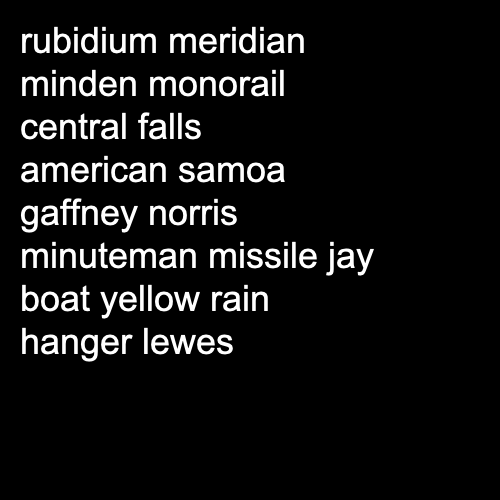 rubidium meridian
minden monorail
central falls
american samoa
gaffney norris
minuteman missile jay
boat yellow rain
hanger lewes